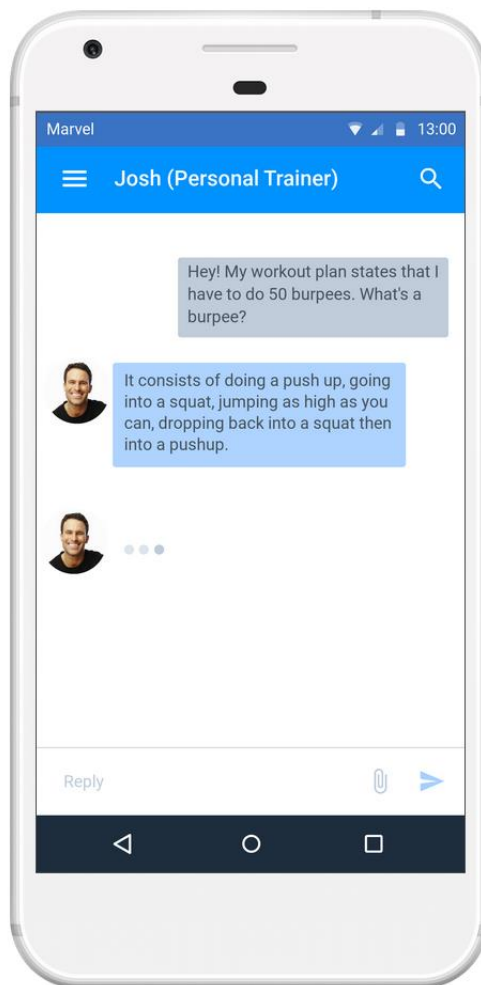 Marvel 13:00
Josh (Personal Trainer)
Hey! My workout plan states that I
have to do 50 burpees. What's a
burpee?
It consists of doing a push up, going
into a squat, jumping as high as you
can, dropping back into a squat then
into a pushup.
Reply